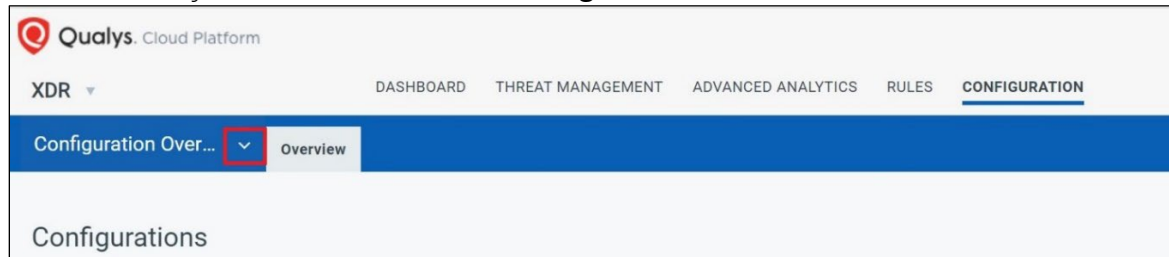 Qualys. Cloud Platform
XDR DASHBOARD THREAT MANAGEMENT ADVANCED ANALYTICS RULES CONFIGURATION
Configuration Over... Overview
Configurations